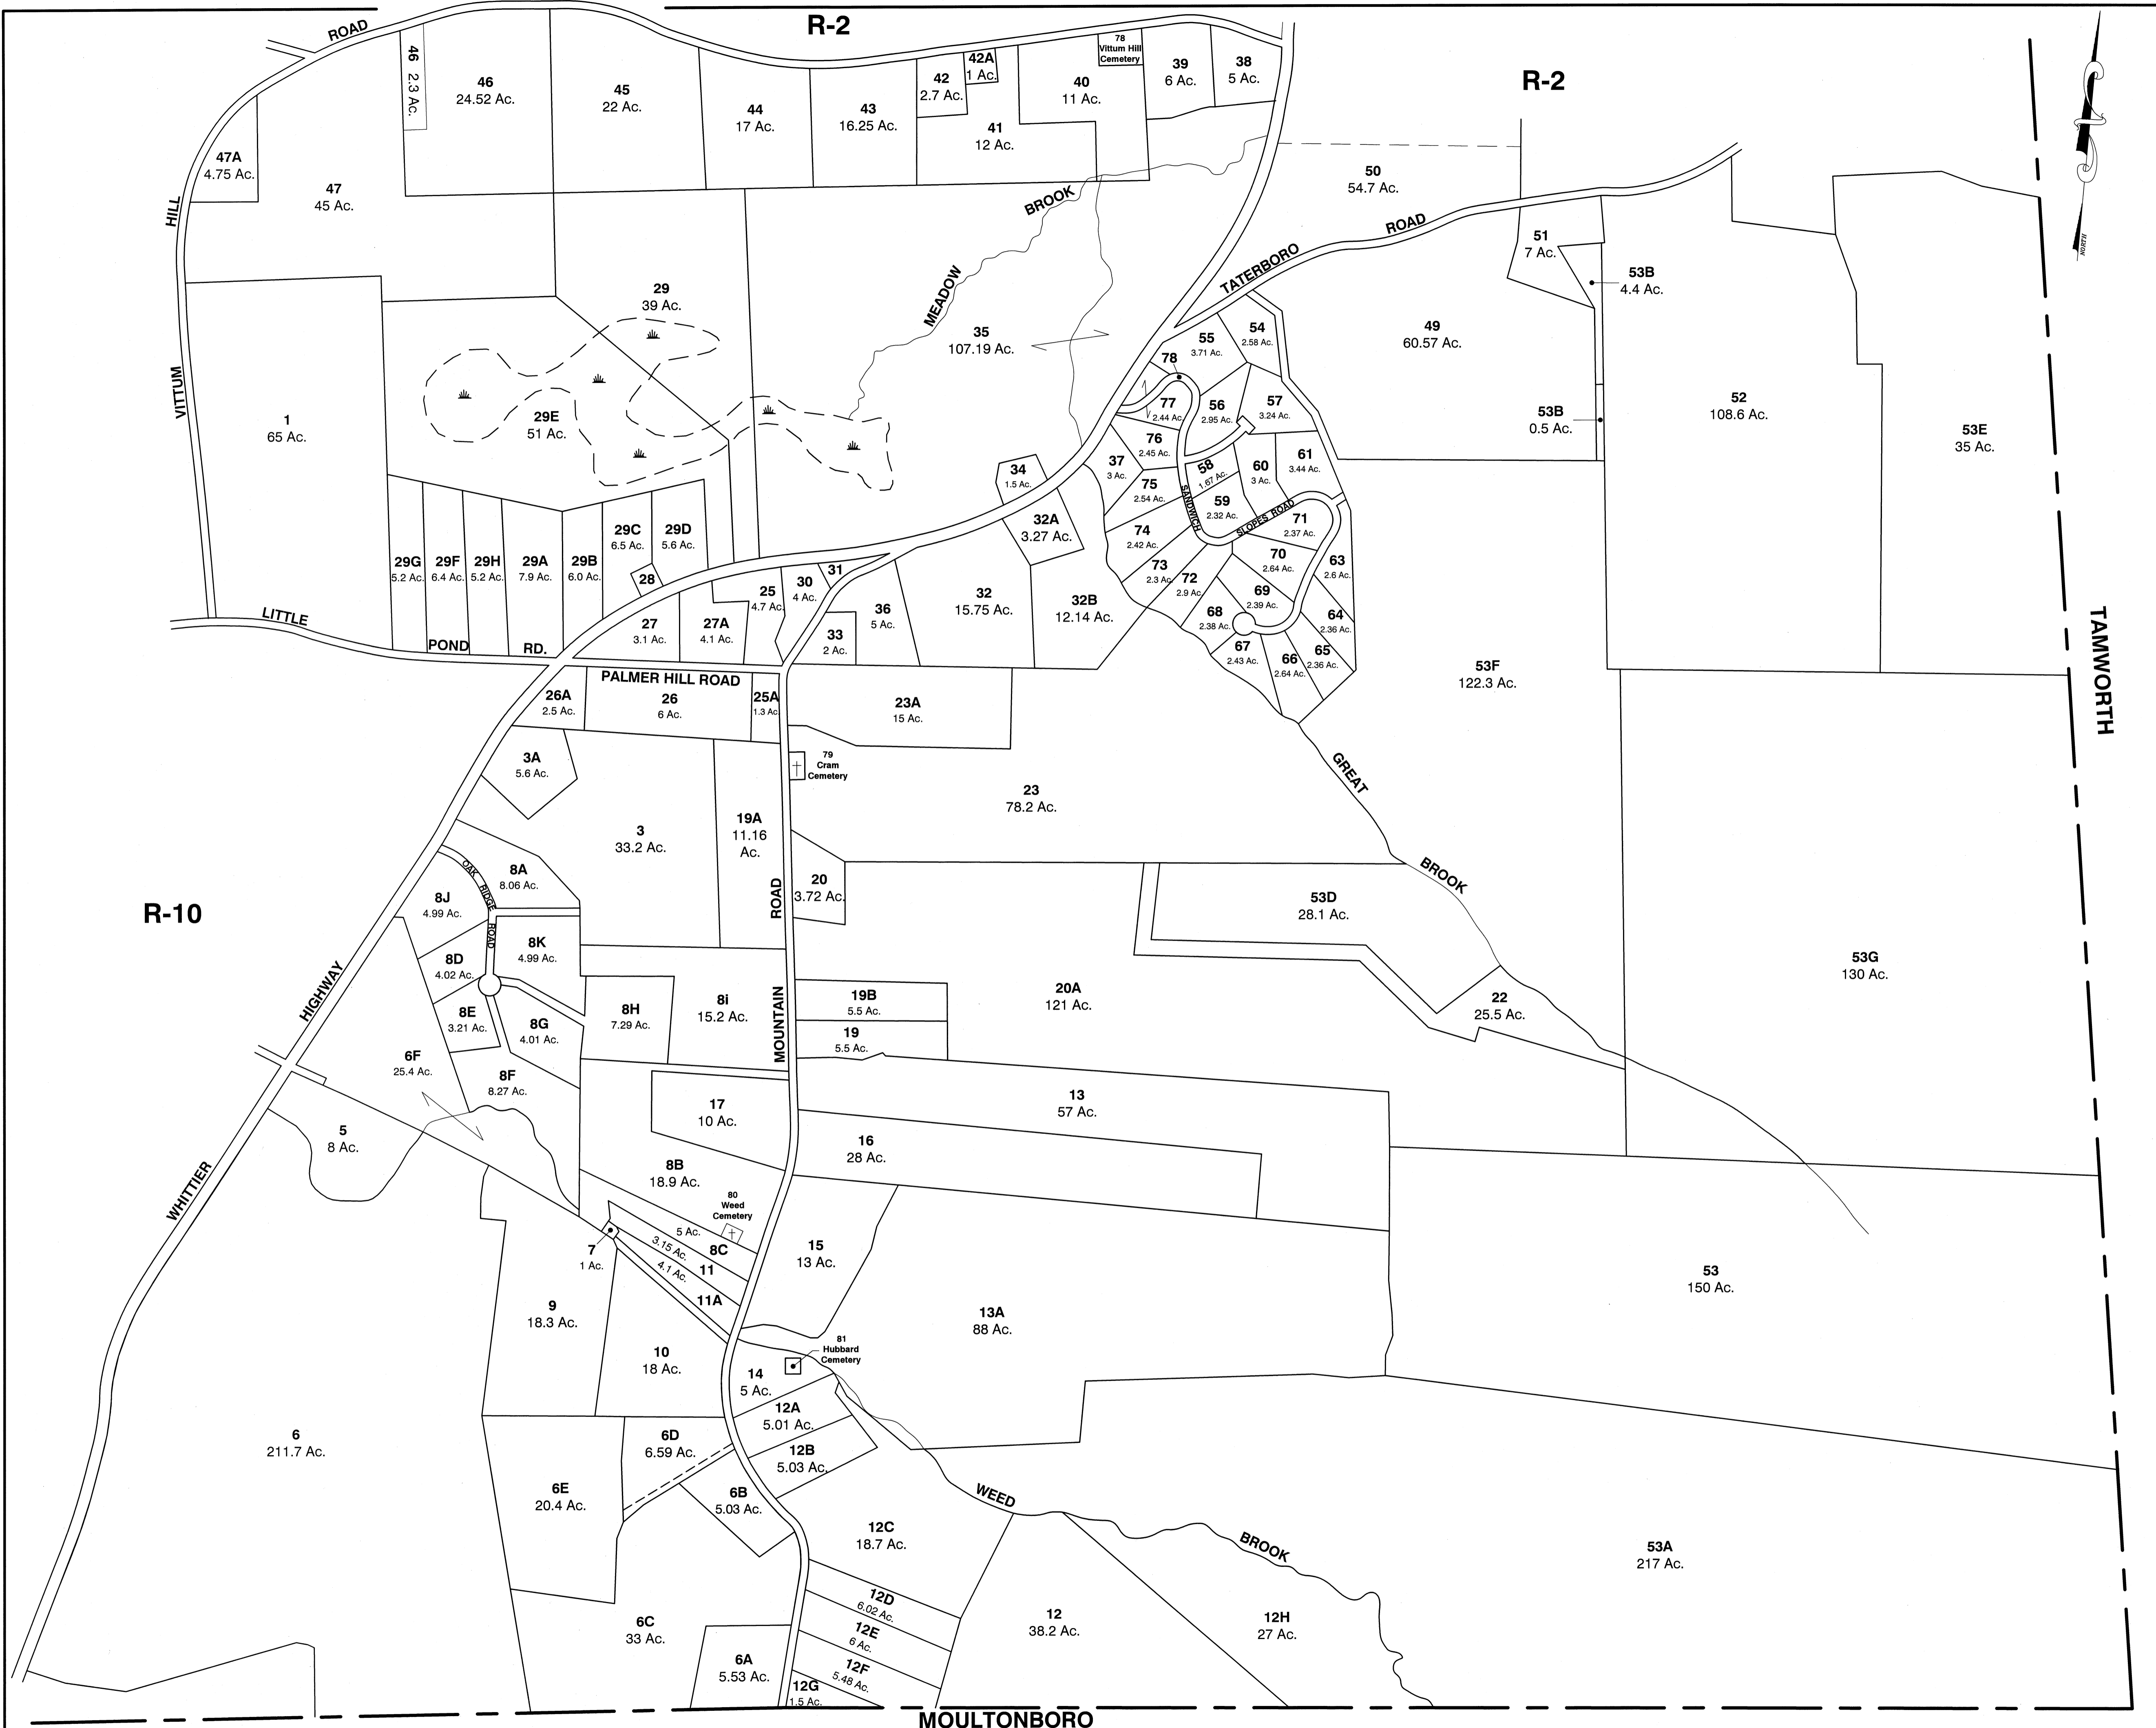 R-2
ROAD
46
2.3 Ac.
46
24.52 Ac.
45
22 Ac.
44
17 Ac.
43
16.25 Ac.
42
2.7 Ac.
42A
1 Ac.
41
12 Ac.
40
11 Ac.
78
Vittum Hill
Cemetery
39
6 Ac.
38
5 Ac.
R-2
NORTH
47A
4.75 Ac.
47
45 Ac.
HILL
VITTUM
BROOK
MEADOW
50
54.7 Ac.
TATERBORO
ROAD
51
7 Ac.
53B
4.4 Ac.
29
39 Ac.
35
107.19 Ac.
49
60.57 Ac.
52
108.6 Ac.
53B
0.5 Ac.
53E
35 Ac.
1
65 Ac.
29E
51 Ac.
54
2.58 Ac.
55
3.71 Ac.
78
77
2.44 Ac.
56
2.95 Ac.
57
3.24 Ac.
76
2.45 Ac.
37
3 Ac.
75
2.54 Ac.
58
1.67 Ac.
60
3 Ac.
61
3.44 Ac.
59
2.32 Ac.
SANDWICH
SLOPES ROAD
71
2.37 Ac.
74
2.42 Ac.
73
2.3 Ac.
72
2.9 Ac.
70
2.64 Ac.
63
2.6 Ac.
69
2.39 Ac.
68
2.38 Ac.
64
2.36 Ac.
67
2.43 Ac.
66
2.64 Ac.
65
2.36 Ac.
34
1.5 Ac.
32A
3.27 Ac.
29G
5.2 Ac.
29F
6.4 Ac.
29H
5.2 Ac.
29A
7.9 Ac.
29B
6.0 Ac.
29C
6.5 Ac.
29D
5.6 Ac.
28
27
3.1 Ac.
27A
4.1 Ac.
25
4.7 Ac.
30
4 Ac.
31
33
2 Ac.
36
5 Ac.
32
15.75 Ac.
32B
12.14 Ac.
LITTLE
POND
RD.
PALMER HILL ROAD
26A
2.5 Ac.
26
6 Ac.
25A
1.3 Ac.
23A
15 Ac.
53F
122.3 Ac.
TAMWORTH
3A
5.6 Ac.
79
Cram
Cemetery
23
78.2 Ac.
GREAT
BROOK
3
33.2 Ac.
19A
11.16
Ac.
20
3.72 Ac.
ROAD
MOUNTAIN
R-10
OAK
RIDGE
ROAD
8A
8.06 Ac.
8J
4.99 Ac.
8K
4.99 Ac.
8D
4.02 Ac.
8E
3.21 Ac.
8G
4.01 Ac.
8H
7.29 Ac.
8i
15.2 Ac.
8F
8.27 Ac.
6F
25.4 Ac.
HIGHWAY
WHITTIER
5
8 Ac.
19B
5.5 Ac.
19
5.5 Ac.
20A
121 Ac.
53D
28.1 Ac.
22
25.5 Ac.
53G
130 Ac.
13
57 Ac.
17
10 Ac.
16
28 Ac.
8B
18.9 Ac.
80
Weed
Cemetery
5 Ac.
8C
3.15 Ac.
11
4.1 Ac.
11A
7
1 Ac.
15
13 Ac.
53
150 Ac.
9
18.3 Ac.
10
18 Ac.
13A
88 Ac.
81
Hubbard
Cemetery
14
5 Ac.
12A
5.01 Ac.
12B
5.03 Ac.
6
211.7 Ac.
6D
6.59 Ac.
6E
20.4 Ac.
6B
5.03 Ac.
12C
18.7 Ac.
WEED
BROOK
53A
217 Ac.
6C
33 Ac.
6A
5.53 Ac.
12D
6.02 Ac.
12E
6 Ac.
12F
5.48 Ac.
12G
1.5 Ac.
12
38.2 Ac.
12H
27 Ac.
MOULTONBORO